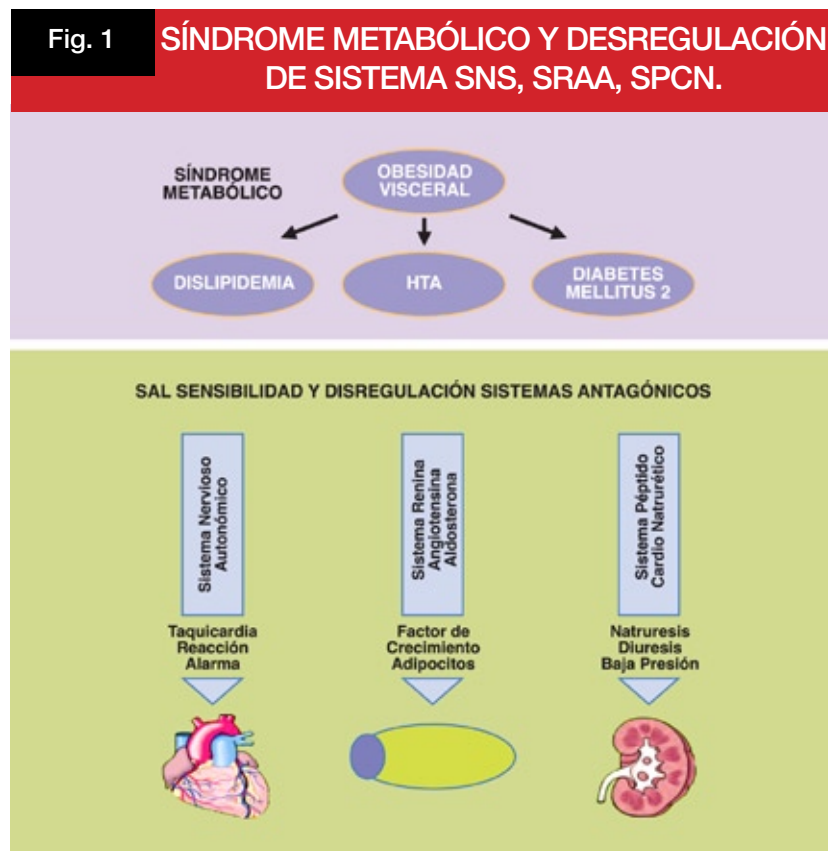 Fig. 1
SÍNDROME METABÓLICO Y DESREGULACIÓN
DE SISTEMA SNS, SRAA, SPCN.
SÍNDROME
METABÓLICO
OBESIDAD
VISCERAL
DISLIPIDEMIA
HTA
DIABETES
MELLITUS 2
SAL SENSIBILIDAD Y DISREGULACIÓN SISTEMAS ANTAGÓNICOS
Sistema Nervioso
Autonómico
Taquicardia
Reacción
Alarma
Sistema Renina
Angiotensina
Aldosterona
Factor de
Crecimiento
Adipocitos
Sistema Péptido
Cardio Natrurético
Natruresis
Diuresis
Baja Presión